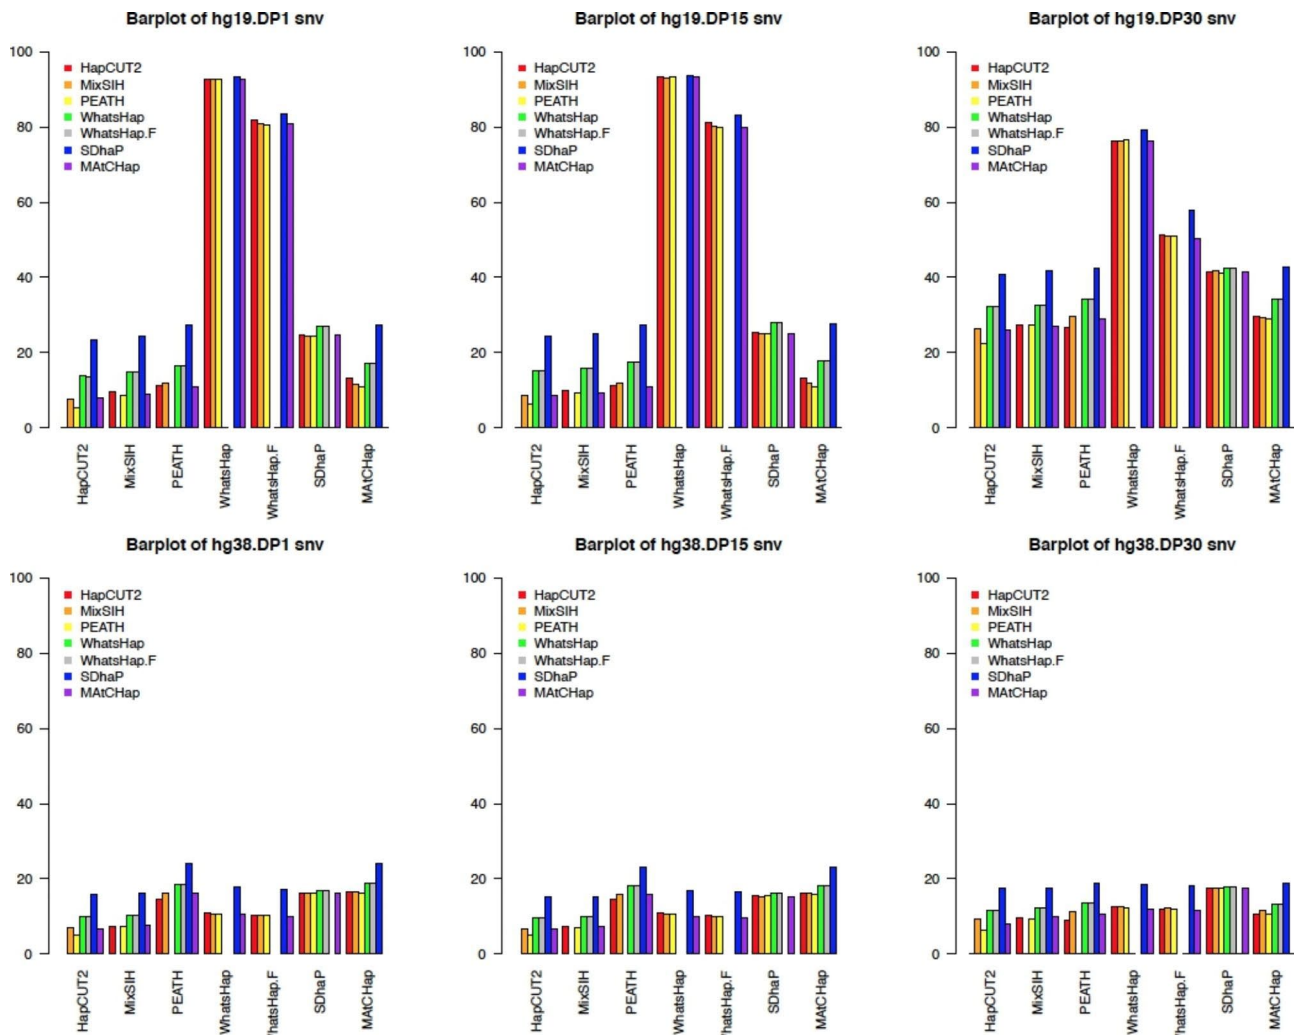 Barplot of hg19.DP1 snv
100
80
60
40
20
0
HapCUT2
MixSIH
PEATH
WhatsHap
WhatsHap.F
SDhaP
MAtCHap
HapCUT2
MixSIH
PEATH
WhatsHap
WhatsHap.F
SDhaP
MAtCHap
Barplot of hg19.DP15 snv
100
80
60
40
20
0
HapCUT2
MixSIH
PEATH
WhatsHap
WhatsHap.F
SDhaP
MAtCHap
HapCUT2
MixSIH
PEATH
WhatsHap
WhatsHap.F
SDhaP
MAtCHap
Barplot of hg19.DP30 snv
100
80
60
40
20
0
HapCUT2
MixSIH
PEATH
WhatsHap
WhatsHap.F
SDhaP
MAtCHap
HapCUT2
MixSIH
PEATH
WhatsHap
WhatsHap.F
SDhaP
MAtCHap
Barplot of hg38.DP1 snv
100
80
60
40
20
0
HapCUT2
MixSIH
PEATH
WhatsHap
WhatsHap.F
SDhaP
MAtCHap
HapCUT2
MixSIH
PEATH
WhatsHap
WhatsHap.F
SDhaP
MAtCHap
Barplot of hg38.DP15 snv
100
80
60
40
20
0
HapCUT2
MixSIH
PEATH
WhatsHap
WhatsHap.F
SDhaP
MAtCHap
HapCUT2
MixSIH
PEATH
WhatsHap
WhatsHap.F
SDhaP
MAtCHap
Barplot of hg38.DP30 snv
100
80
60
40
20
0
HapCUT2
MixSIH
PEATH
WhatsHap
WhatsHap.F
SDhaP
MAtCHap
HapCUT2
MixSIH
PEATH
WhatsHap
WhatsHap.F
SDhaP
MAtCHap